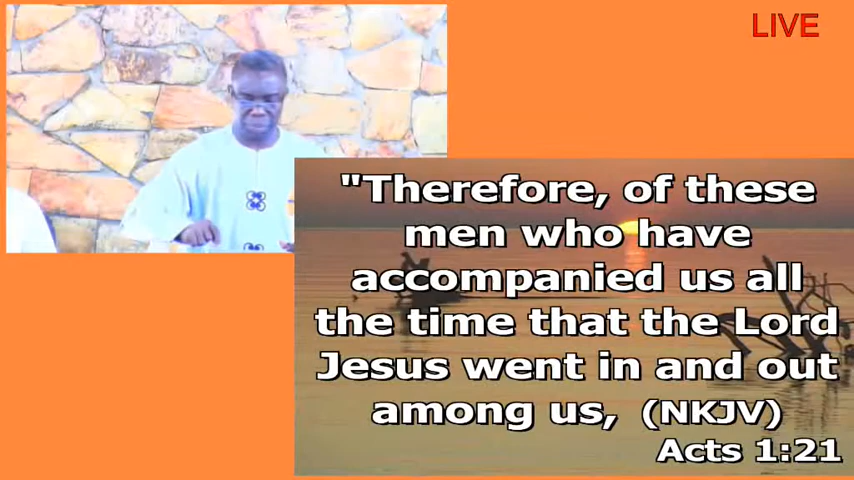 LIVE
"Therefore, of these
men who have
accompanied us all
the time that the Lord
Jesus went in and out
among us, (NKJV)
Acts 1:21